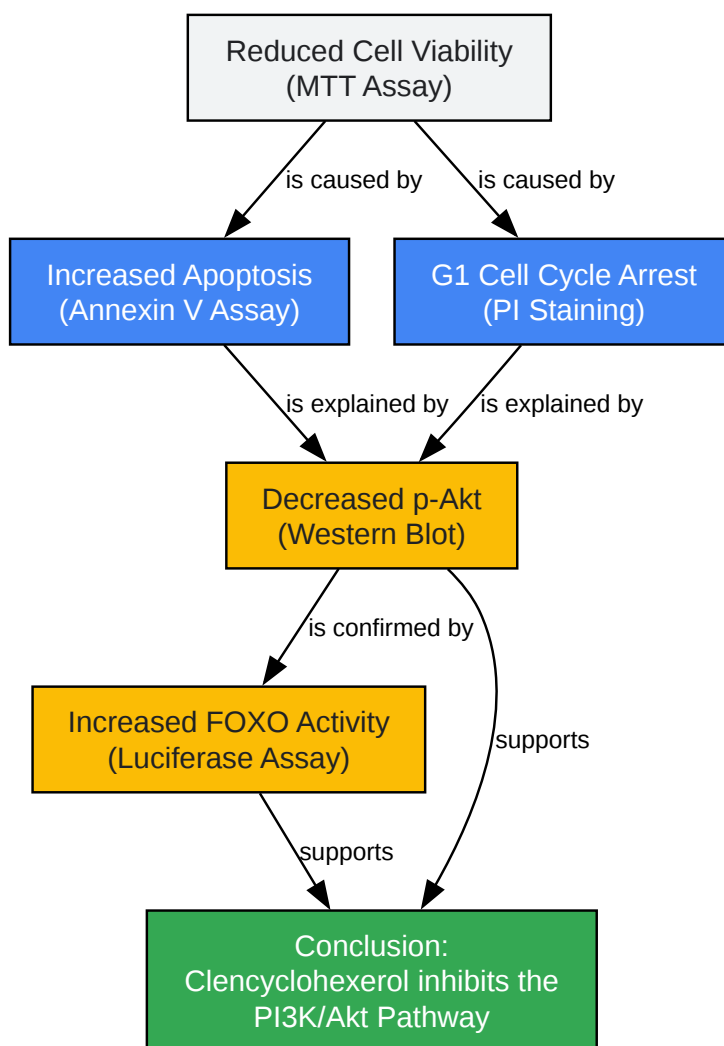 Reduced Cell Viability
(MTT Assay)
is caused by
is caused by
Increased Apoptosis
(Annexin V Assay)
G1 Cell Cycle Arrest
(PI Staining)
is explained by
is explained by
Decreased p-Akt
(Western Blot)
is confirmed by
Increased FOXO Activity
(Luciferase Assay)
supports
supports
Conclusion:
Clencyclohexerol inhibits the
PI3K/Akt Pathway